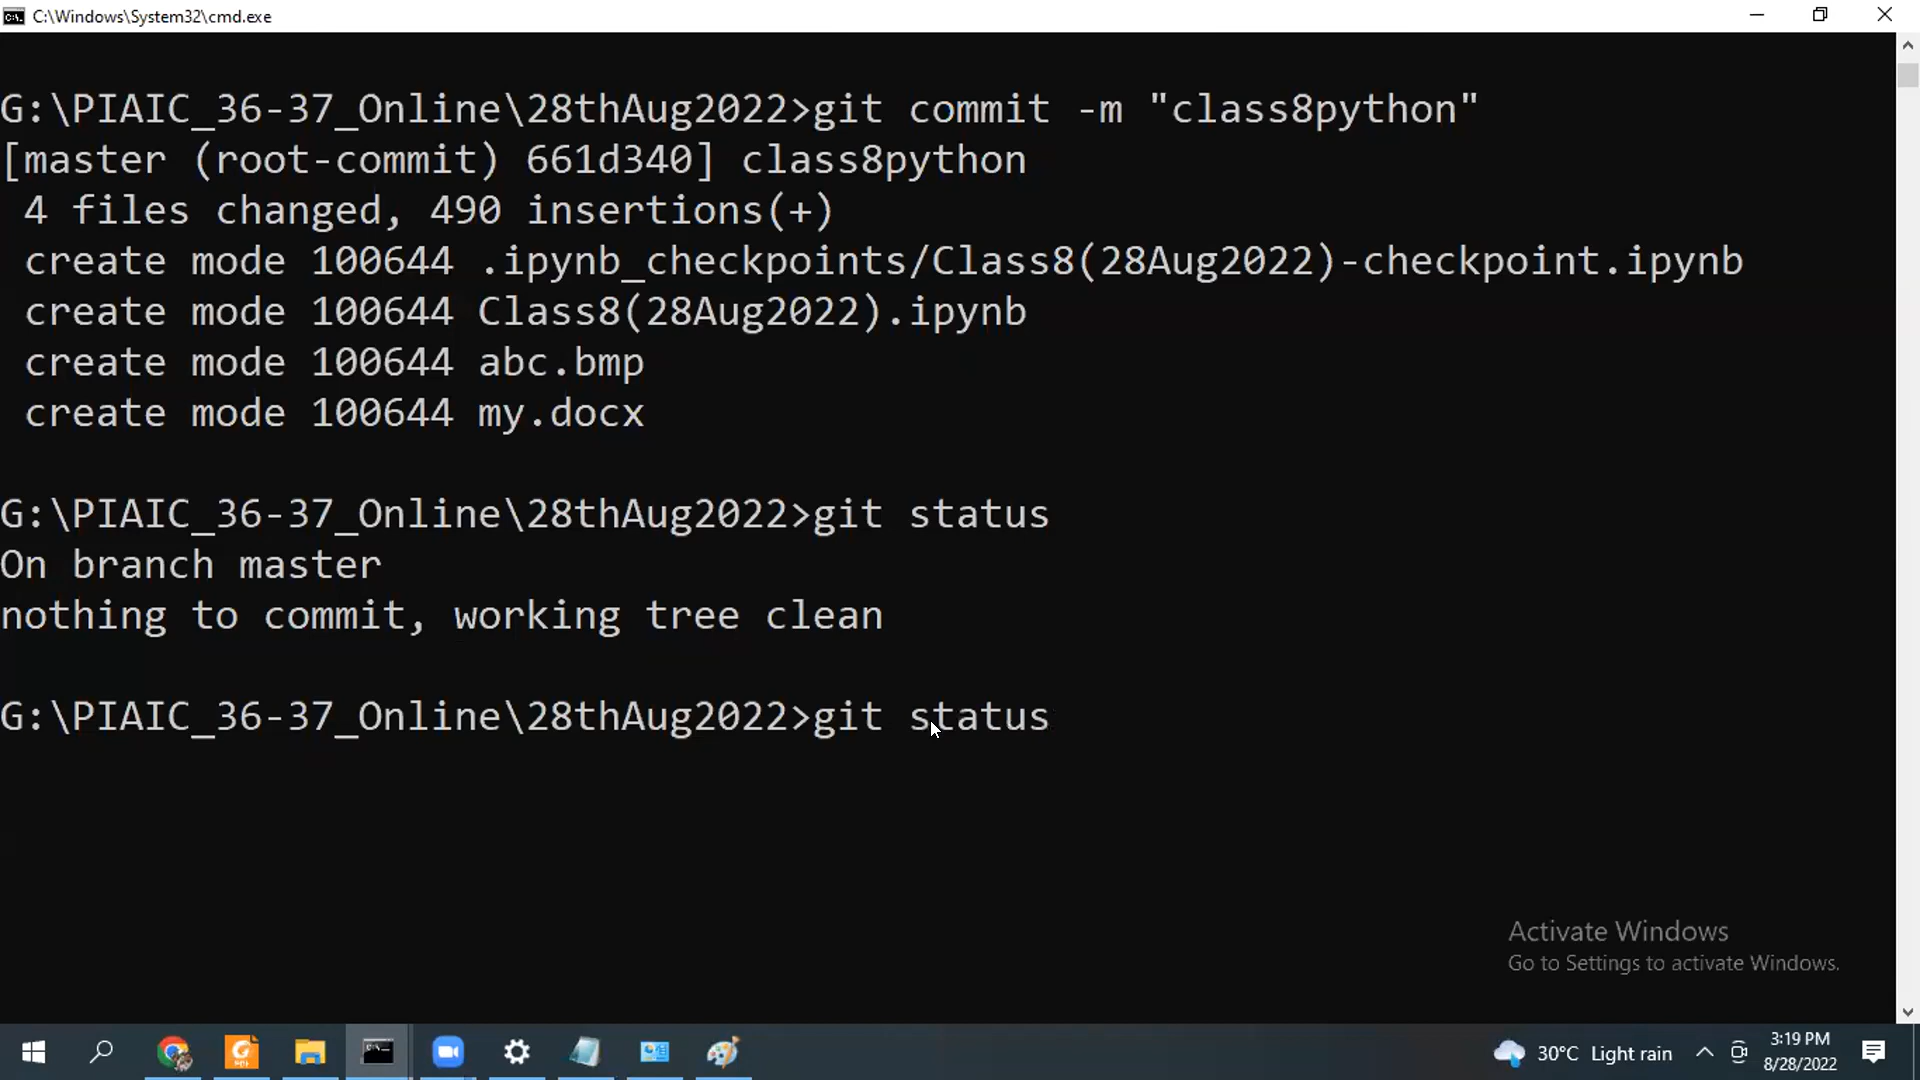 C:\Windows\System32\cmd.exe
G:\PIAIC_36-37_Online\28thAug2022>git commit -m "class8python"
[master (root-commit) 661d340] class8python
4 files changed, 490 insertions(+)
create mode 100644 .ipynb_checkpoints/Class8(28Aug2022)-checkpoint.ipynb
create mode 100644 Class8(28Aug2022).ipynb
create mode 100644 abc.bmp
create mode 100644 my.docx
G:\PIAIC_36-37_Online\28thAug2022>git status
On branch master
nothing to commit, working tree clean
G:\PIAIC_36-37_Online\28thAug2022>git status
Activate Windows
Go to Settings to activate Windows.
30°C Light rain
3:19 PM
8/28/2022